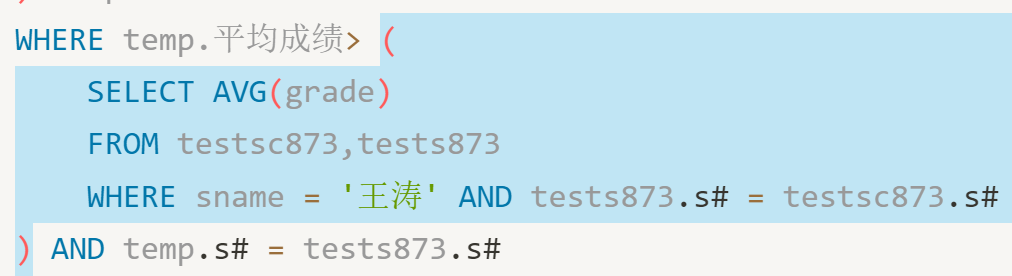 WHERE temp.平均成绩> (
SELECT AVG(grade)
FROM testsc873,tests873
WHERE sname = '王涛' AND tests873.s# = testsc873.s#
) AND temp.s# = tests873.s#